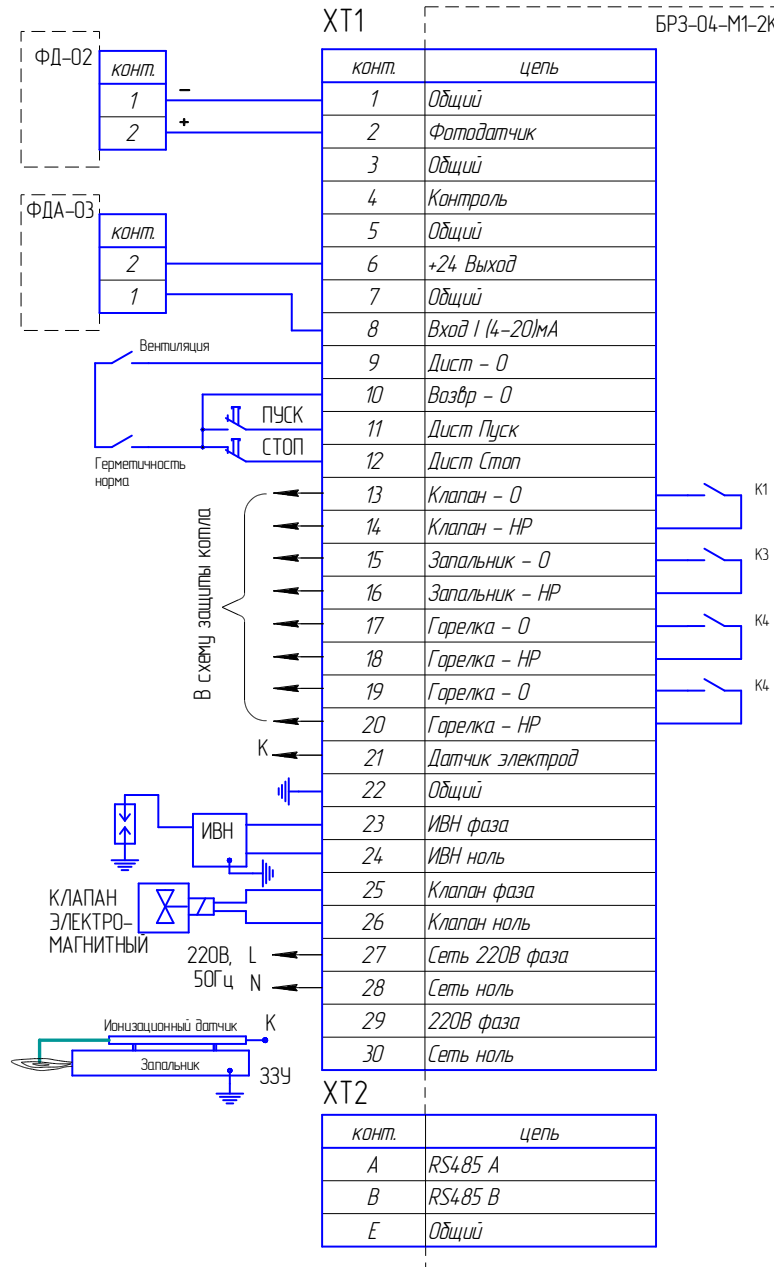 ХТ1
БРЗ-04-М1-2К
ФД-02
конт.
1
2
−
+
ФДА-03
конт.
2
1
конт. цепь
1 Общий
2 Фотодатчик
3 Общий
4 Контроль
5 Общий
6 +24 Выход
7 Общий
8 Вход I (4-20)мА
9 Дист - 0
10 Возвр - 0
11 Дист Пуск
12 Дист Стоп
13 Клапан - 0
14 Клапан - НР
15 Запальник - 0
16 Запальник - НР
17 Горелка - 0
18 Горелка - НР
19 Горелка - 0
20 Горелка - НР
21 Датчик электрод
22 Общий
23 ИВН фаза
24 ИВН ноль
25 Клапан фаза
26 Клапан ноль
27 Сеть 220В фаза
28 Сеть ноль
29 220В фаза
30 Сеть ноль
Вентиляция
ПУСК
СТОП
Герметичность
норма
В схему защиты котла
К1
К3
К4
К4
К
ИВН
КЛАПАН
ЭЛЕКТРО-
МАГНИТНЫЙ
220В, L
50Гц N
Ионизационный датчик
К
Запальник
ЗЗУ
ХТ2
конт. цепь
A RS485 A
B RS485 B
E Общий